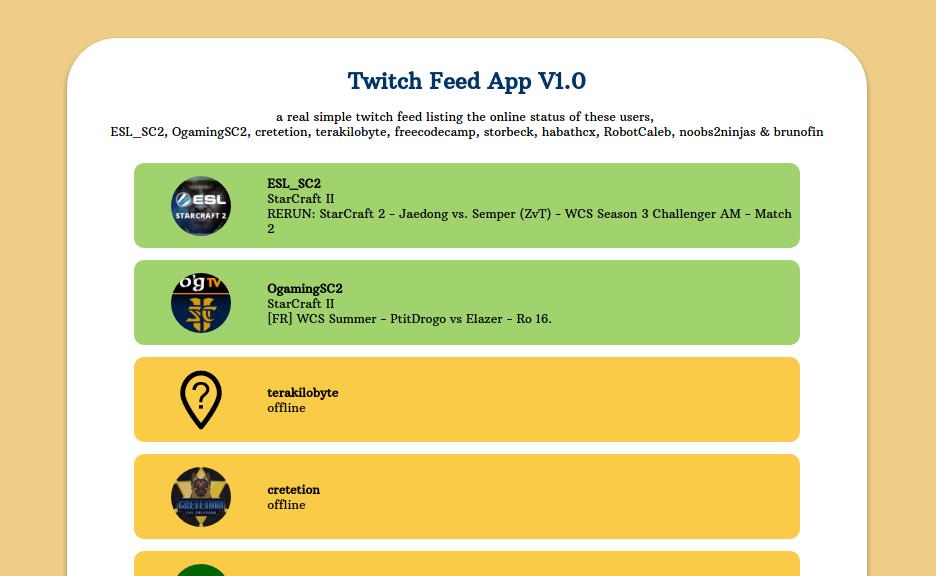 Twitch Feed App V1.0
a real simple twitch feed listing the online status of these users,
ESL_SC2, OgamingSC2, cretetion, terakilobyte, freecodecamp, storbeck, habathcx, RobotCaleb, noobs2ninjas & brunofin
ESL
STARCRAFT 2
ESL_SC2
StarCraft II
RERUN: StarCraft 2 - Jaedong vs. Semper (ZvT) - WCS Season 3 Challenger AM - Match
2
OgamingSC2
StarCraft II
[FR] WCS Summer - PtitDrogo vs Elazer - Ro 16.
?
terakilobyte
offline
CRETETION
cretetion
offline